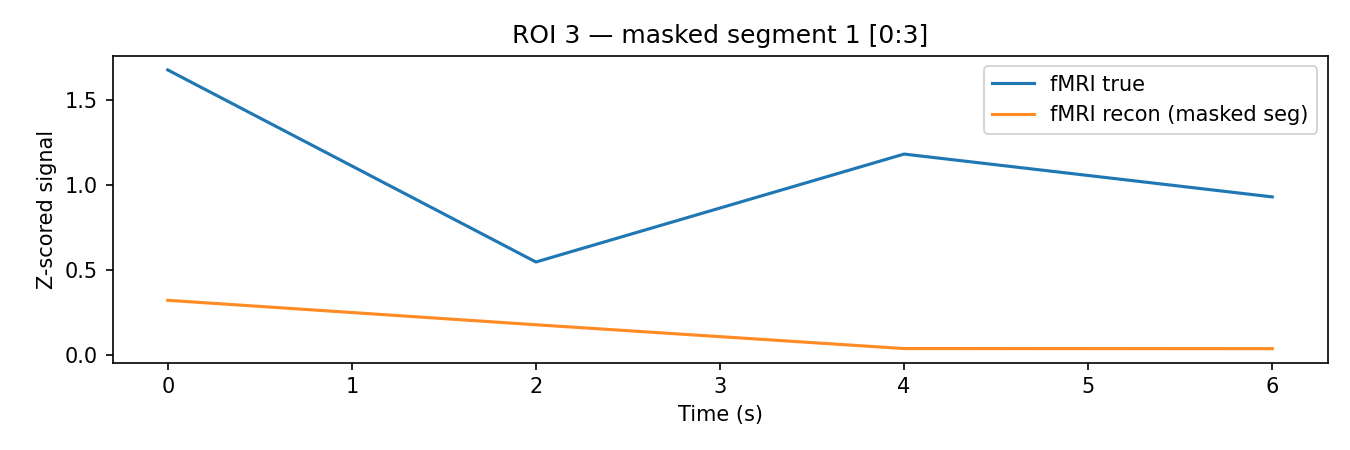 ROI 3 — masked segment 1 [0:3]
fMRI true
fMRI recon (masked seg)
Z-scored signal
1.5
1.0
0.5
0.0
0 1 2 3 4 5 6
Time (s)